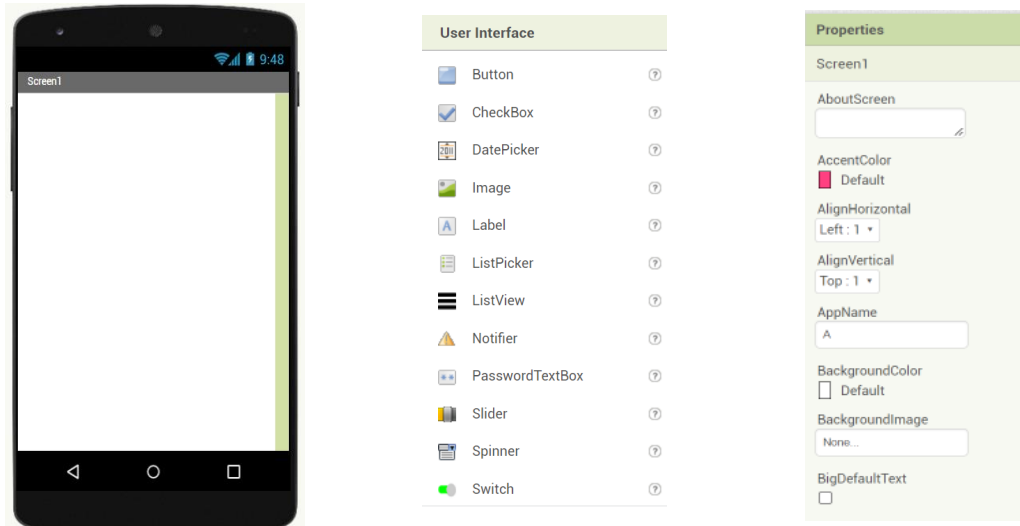 9:48
Screen1
User Interface
Button ?
CheckBox ?
2011
DatePicker ?
Image ?
A Label ?
ListPicker ?
ListView ?
Notifier ?
PasswordTextBox ?
Slider ?
Spinner ?
Switch ?
Properties
Screen1
AboutScreen
AccentColor
Default
AlignHorizontal
Left : 1
AlignVertical
Top : 1
AppName
A
BackgroundColor
Default
BackgroundImage
None...
BigDefaultText